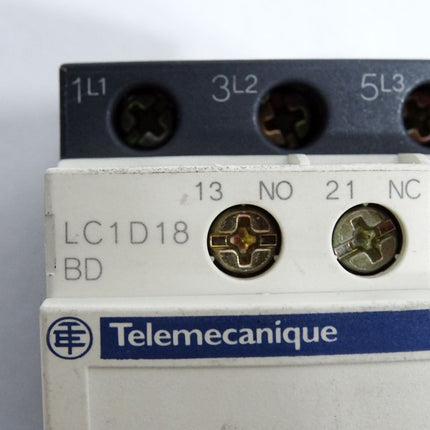 1L1 3L2 5L3
13 NO 21 NC
LC1D18
BD
Telemecanique